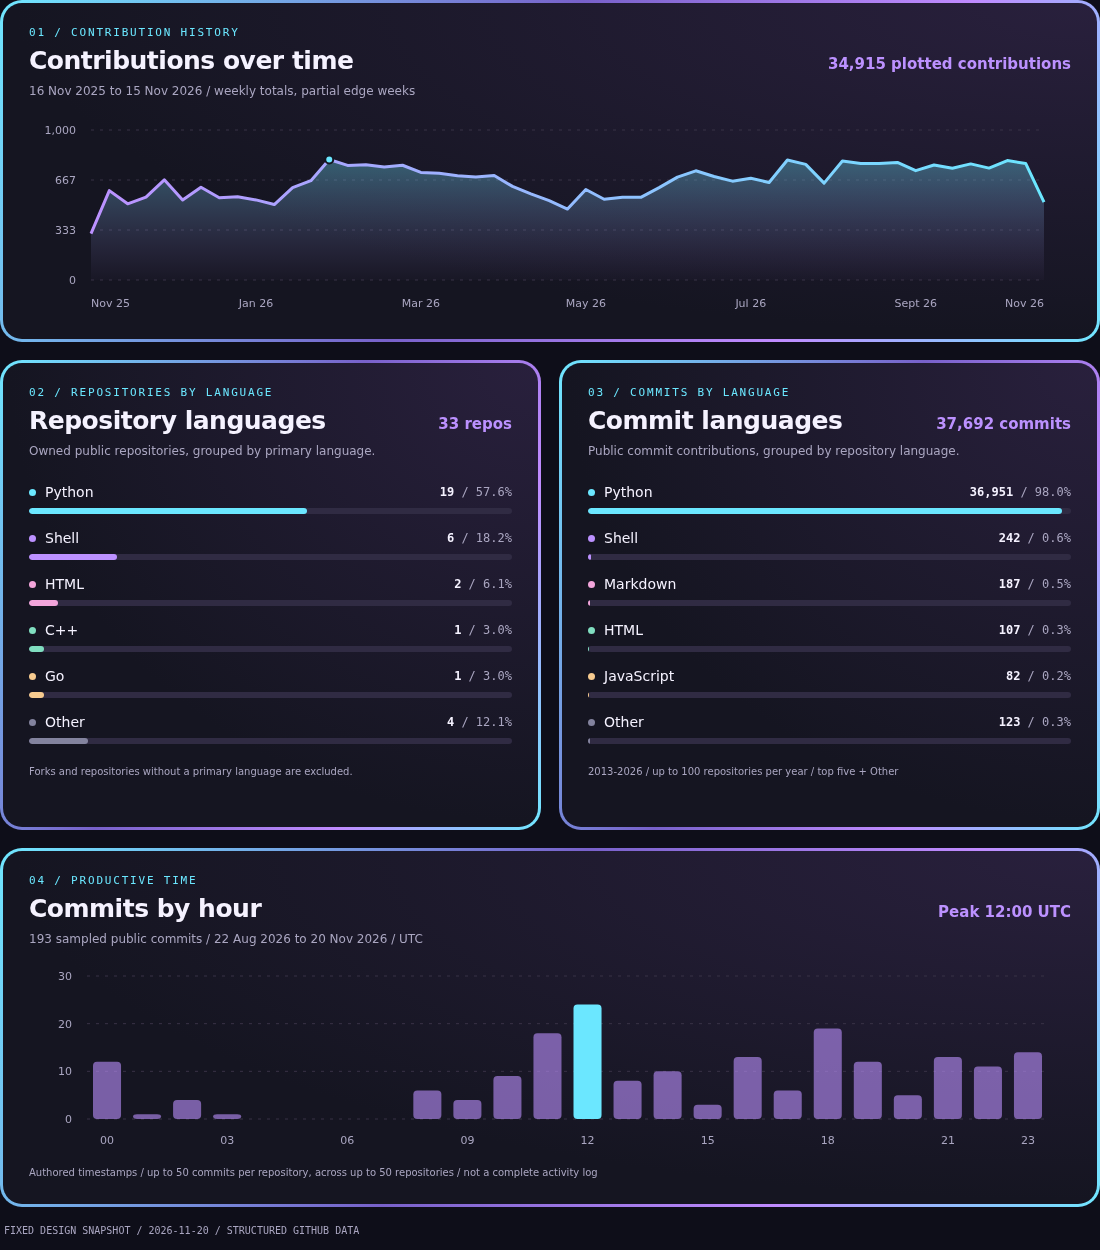 01 / CONTRIBUTION HISTORY
Contributions over time
34,915 plotted contributions
16 Nov 2025 to 15 Nov 2026 / weekly totals, partial edge weeks
1,000
667
333
0
Nov 25 Jan 26 Mar 26 May 26 Jul 26 Sept 26 Nov 26
02 / REPOSITORIES BY LANGUAGE
Repository languages
33 repos
Owned public repositories, grouped by primary language.
Python 19 / 57.6%
Shell 6 / 18.2%
HTML 2 / 6.1%
C++ 1 / 3.0%
Go 1 / 3.0%
Other 4 / 12.1%
Forks and repositories without a primary language are excluded.
03 / COMMITS BY LANGUAGE
Commit languages
37,692 commits
Public commit contributions, grouped by repository language.
Python 36,951 / 98.0%
Shell 242 / 0.6%
Markdown 187 / 0.5%
HTML 107 / 0.3%
JavaScript 82 / 0.2%
Other 123 / 0.3%
2013-2026 / up to 100 repositories per year / top five + Other
04 / PRODUCTIVE TIME
Commits by hour
Peak 12:00 UTC
193 sampled public commits / 22 Aug 2026 to 20 Nov 2026 / UTC
30
20
10
0
00 03 06 09 12 15 18 21 23
Authored timestamps / up to 50 commits per repository, across up to 50 repositories / not a complete activity log
FIXED DESIGN SNAPSHOT / 2026-11-20 / STRUCTURED GITHUB DATA